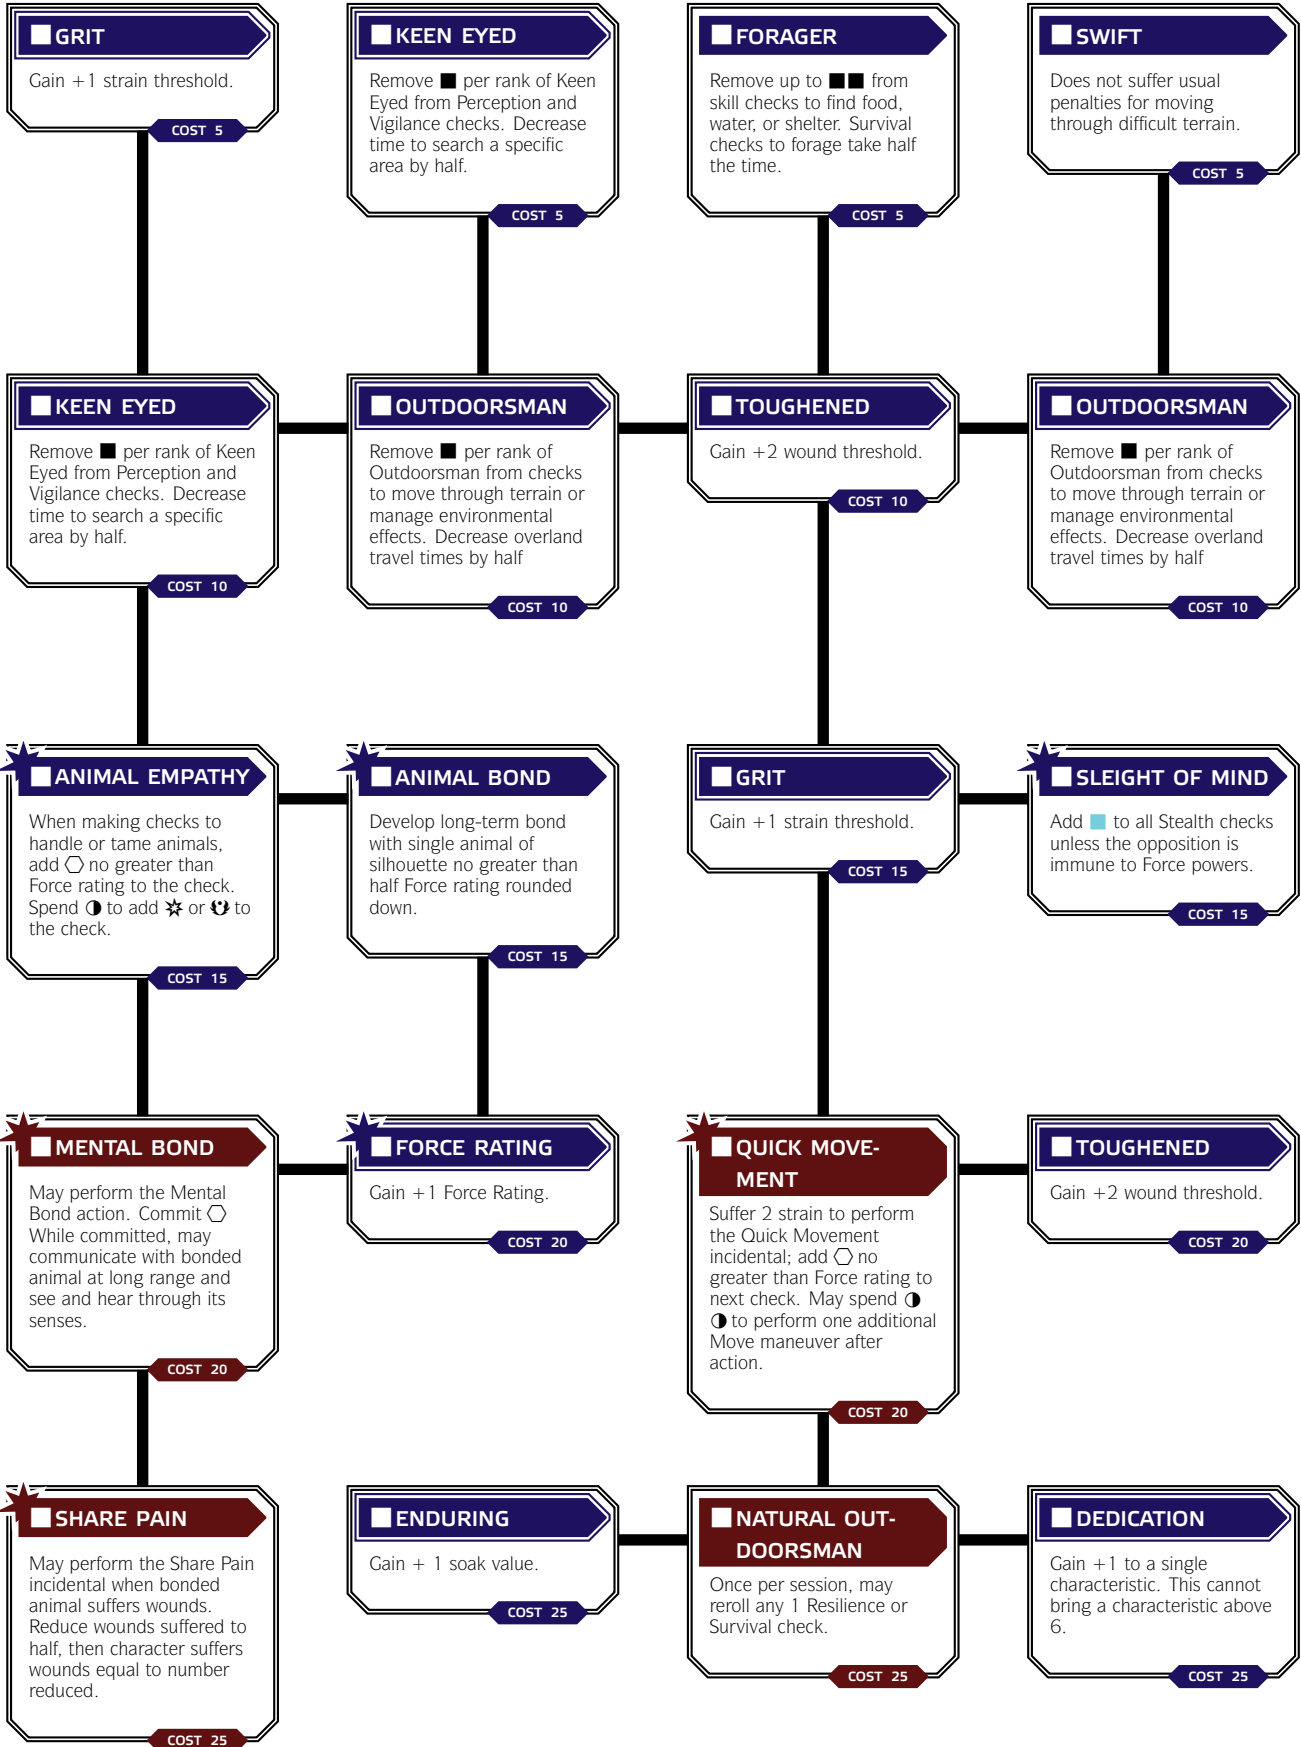 GRIT
Gain +1 strain threshold.
COST 5
KEEN EYED
Remove ■ per rank of Keen
Eyed from Perception and
Vigilance checks. Decrease
time to search a specific
area by half.
COST 5
FORAGER
Remove up to ■■ from
skill checks to find food,
water, or shelter. Survival
checks to forage take half
the time.
COST 5
SWIFT
Does not suffer usual
penalties for moving
through difficult terrain.
COST 5
KEEN EYED
Remove ■ per rank of Keen
Eyed from Perception and
Vigilance checks. Decrease
time to search a specific
area by half.
COST 10
OUTDOORSMAN
Remove ■ per rank of
Outdoorsman from checks
to move through terrain or
manage environmental
effects. Decrease overland
travel times by half
COST 10
TOUGHENED
Gain +2 wound threshold.
COST 10
OUTDOORSMAN
Remove ■ per rank of
Outdoorsman from checks
to move through terrain or
manage environmental
effects. Decrease overland
travel times by half
COST 10
ANIMAL EMPATHY
When making checks to
handle or tame animals,
add no greater than
Force rating to the check.
Spend to add or to
the check.
COST 15
ANIMAL BOND
Develop long-term bond
with single animal of
silhouette no greater than
half Force rating rounded
down.
COST 15
GRIT
Gain +1 strain threshold.
COST 15
SLEIGHT OF MIND
Add ■ to all Stealth checks
unless the opposition is
immune to Force powers.
COST 15
MENTAL BOND
May perform the Mental
Bond action. Commit
While committed, may
communicate with bonded
animal at long range and
see and hear through its
senses.
COST 20
FORCE RATING
Gain +1 Force Rating.
COST 20
QUICK MOVE-
MENT
Suffer 2 strain to perform
the Quick Movement
incidental; add no
greater than Force rating to
next check. May spend
to perform one additional
Move maneuver after
action.
COST 20
TOUGHENED
Gain +2 wound threshold.
COST 20
SHARE PAIN
May perform the Share Pain
incidental when bonded
animal suffers wounds.
Reduce wounds suffered to
half, then character suffers
wounds equal to number
reduced.
COST 25
ENDURING
Gain + 1 soak value.
COST 25
NATURAL OUT-
DOORSMAN
Once per session, may
reroll any 1 Resilience or
Survival check.
COST 25
DEDICATION
Gain +1 to a single
characteristic. This cannot
bring a characteristic above
6.
COST 25